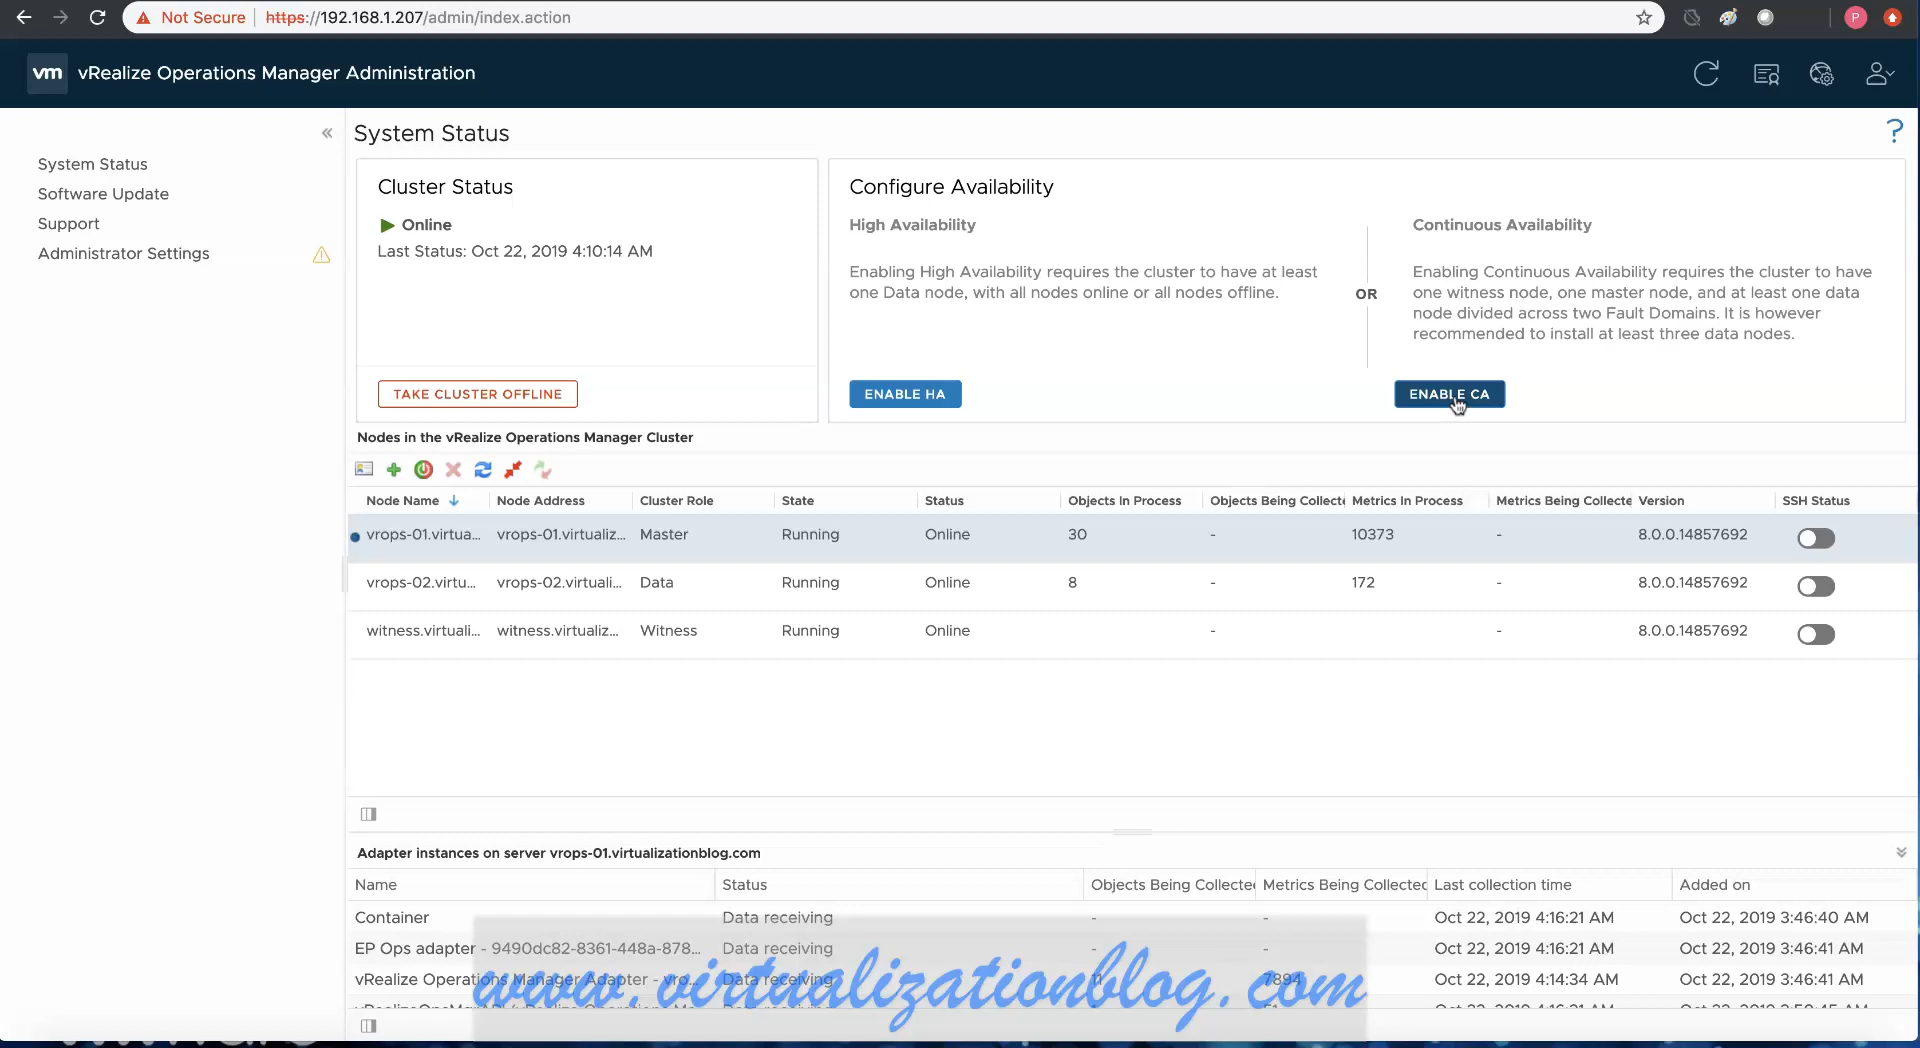 Not Secure https://192.168.1.207/admin/index.action
P
vm vRealize Operations Manager Administration
System Status
Software Update
Support
Administrator Settings
System Status
?
Cluster Status
Online
Last Status: Oct 22, 2019 4:10:14 AM
TAKE CLUSTER OFFLINE
Configure Availability
High Availability
Enabling High Availability requires the cluster to have at least
one Data node, with all nodes online or all nodes offline.
ENABLE HA
OR
Continuous Availability
Enabling Continuous Availability requires the cluster to have
one witness node, one master node, and at least one data
node divided across two Fault Domains. It is however
recommended to install at least three data nodes.
ENABLE CA
Nodes in the vRealize Operations Manager Cluster
Node Name Node Address Cluster Role State Status Objects In Process Objects Being Collecte Metrics In Process Metrics Being Collecte Version SSH Status
vrops-01.virtua... vrops-01.virtualiz... Master Running Online 30 - 10373 - 8.0.0.14857692
vrops-02.virtu... vrops-02.virtuali... Data Running Online 8 - 172 - 8.0.0.14857692
witness.virtuali... witness.virtualiz... Witness Running Online - - 8.0.0.14857692
Adapter instances on server vrops-01.virtualizationblog.com
Name Status Objects Being Collected Metrics Being Collected Last collection time Added on
Container Data receiving - - Oct 22, 2019 4:16:21 AM Oct 22, 2019 3:46:40 AM
EP Ops adapter - 9490dc82-8361-448a-878... Data receiving - - Oct 22, 2019 4:16:21 AM Oct 22, 2019 3:46:41 AM
vRealize Operations Manager Adapter - vro... Data receiving 11 7894 Oct 22, 2019 4:14:34 AM Oct 22, 2019 3:46:41 AM
www.virtualizationblog.com